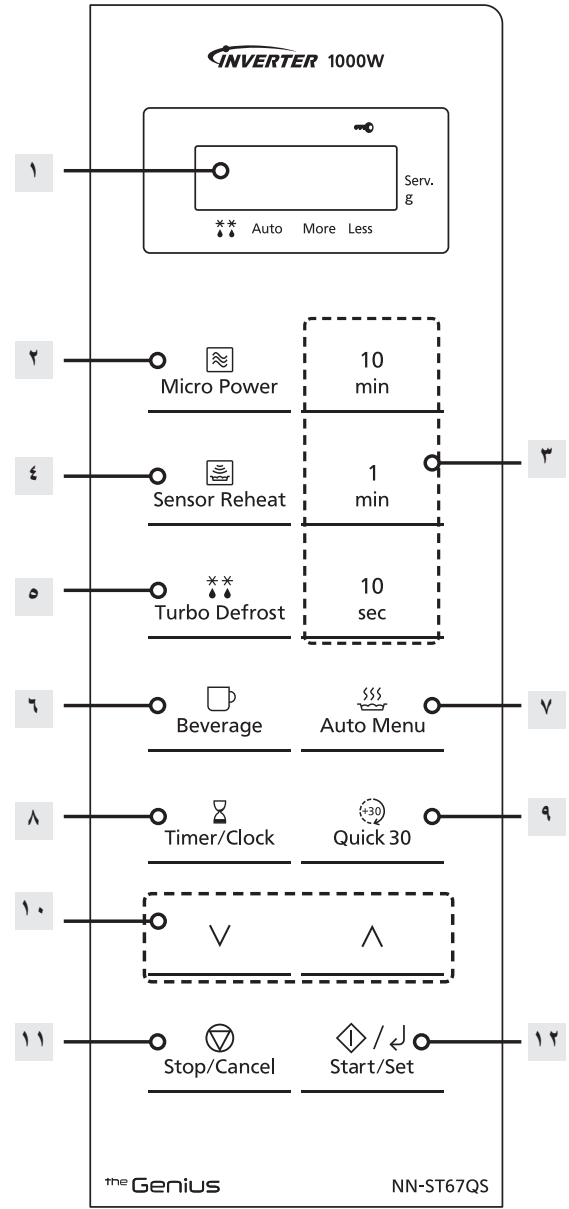 INVERTER 1000W
١
Serv.
g
Auto More Less
٢
Micro Power
10
min
٣
٤
Sensor Reheat
1
min
٥
Turbo Defrost
10
sec
٦
Beverage
Auto Menu
٧
٨
Timer/Clock
+30
Quick 30
٩
١٠
١١
Stop/Cancel
/
Start/Set
١٢
the Genius
NN-ST67QS